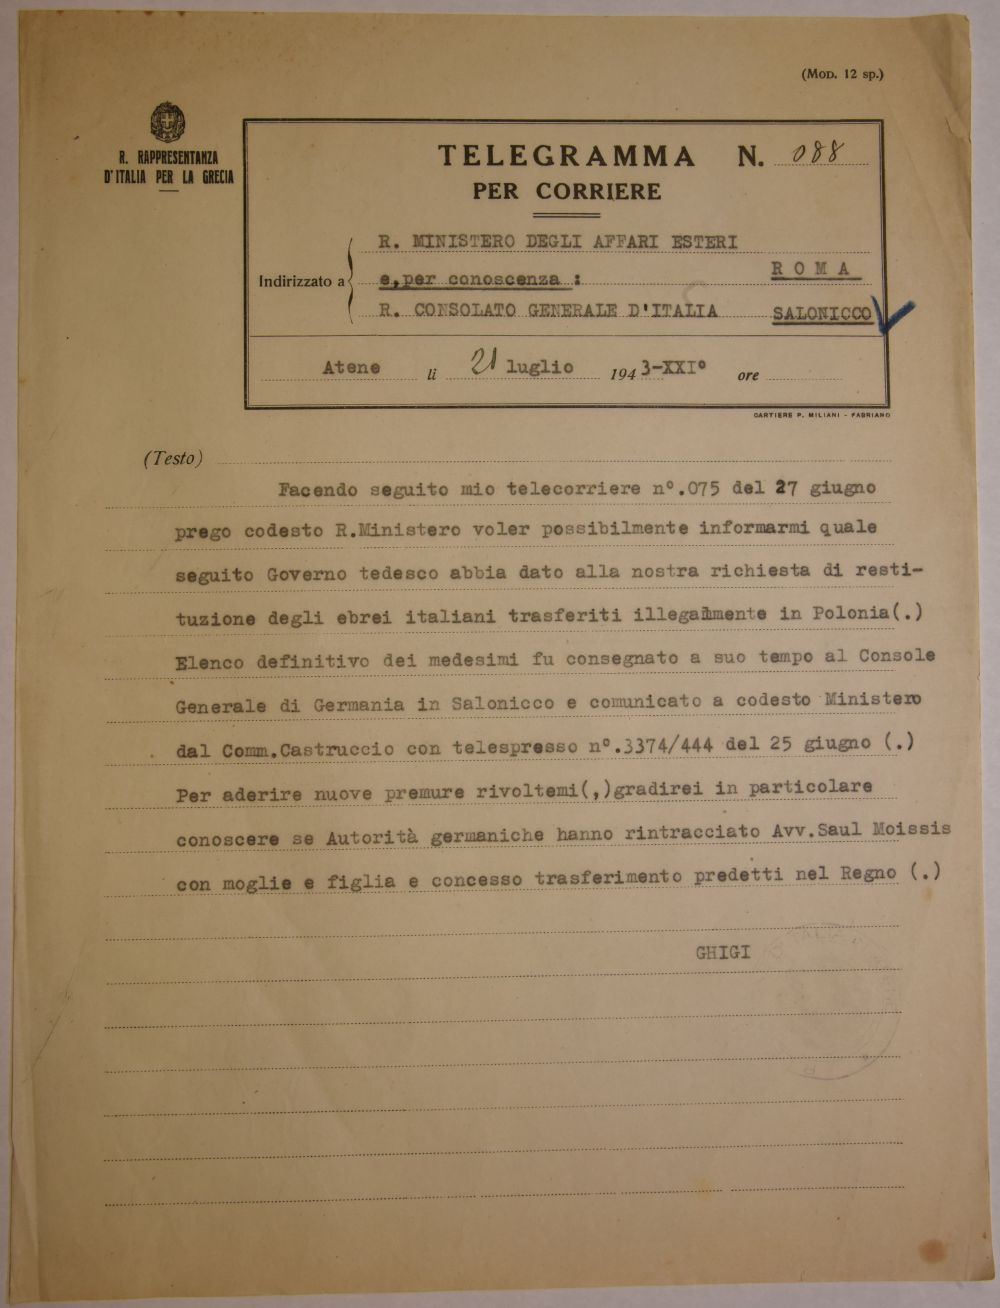 (MOD. 12 sp.)
R. RAPPRESENTANZA
D'ITALIA PER LA GRECIA
TELEGRAMMA N. 088
PER CORRIERE
Indirizzato a
R. MINISTERO DEGLI AFFARI ESTERI
ROMA
e,per conoscenza :
R. CONSOLATO GENERALE D'ITALIA SALONICCO
Atene lì 21 luglio 1943-XXI° ore
CARTIERE P. MILIANI - FABRIANO
(Testo)
Facendo seguito mio telecorriere n°.075 del 27 giugno
prego codesto R.Ministero voler possibilmente informarmi quale
seguito Governo tedesco abbia dato alla nostra richiesta di resti-
tuzione degli ebrei italiani trasferiti illegalmente in Polonia(.)
Elenco definitivo dei medesimi fu consegnato a suo tempo al Console
Generale di Germania in Salonicco e comunicato a codesto Ministero
dal Comm.Castruccio con telespresso n°.3374/444 del 25 giugno (.)
Per aderire nuove premure rivoltemi(,)gradirei in particolare
conoscere se Autorità germaniche hanno rintracciato Avv.Saul Moissis
con moglie e figlia e concesso trasferimento predetti nel Regno (.)
GHIGI